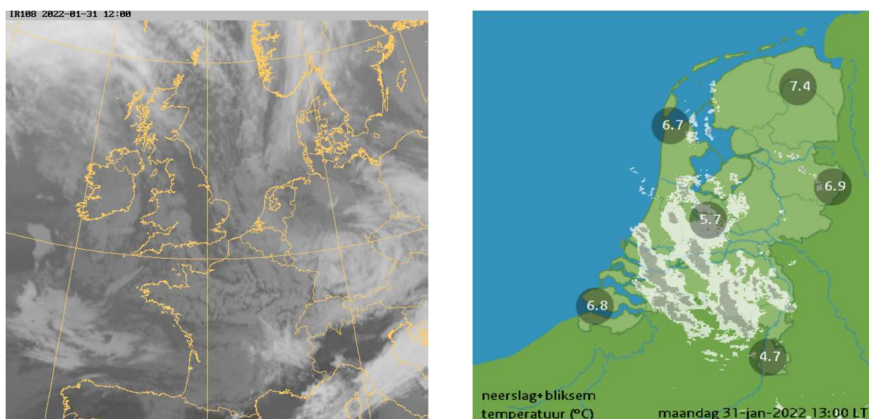 IR108 2022-01-31 12:00
7.4
6.7
6.9
5.7
6.8
4.7
neerslag+bliksem
temperatuur (ºC) maandag 31-jan-2022 13:00 LT